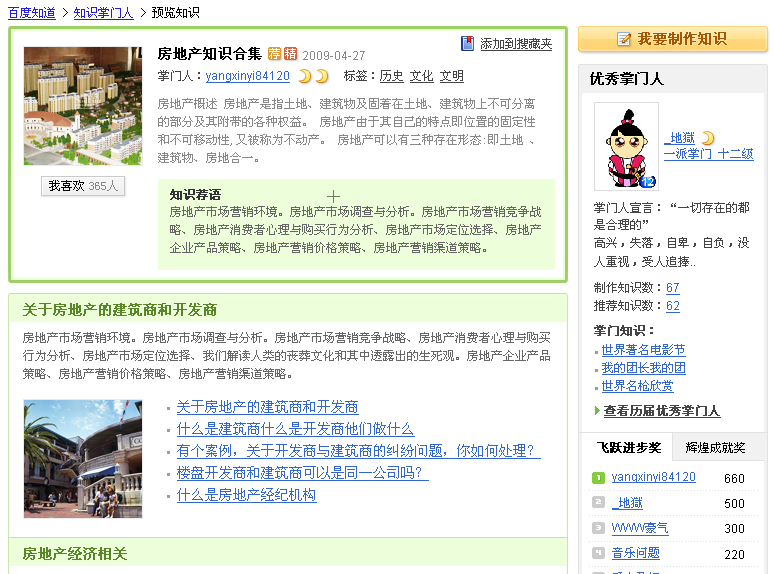 百度知道 > 知识掌门人 > 预览知识
房地产知识合集 荐 精 2009-04-27
添加到搜藏夹
掌门人：yangxinyi84120 标签：历史 文化 文明
房地产概述 房地产是指土地、建筑物及固着在土地、建筑物上不可分离
的部分及其附带的各种权益。 房地产由于其自己的特点即位置的固定性
和不可移动性,又被称为不动产。 房地产可以有三种存在形态:即土地 、
建筑物、房地合一。
我喜欢 365人
知识荐语
房地产市场营销环境。房地产市场调查与分析。房地产市场营销竞争战
略、房地产消费者心理与购买行为分析、房地产市场定位选择、房地产
企业产品策略、房地产营销价格策略、房地产营销渠道策略。
关于房地产的建筑商和开发商
房地产市场营销环境。房地产市场调查与分析。房地产市场营销竞争战略、房地产消费者心理与购买
行为分析、房地产市场定位选择、我们解读人类的丧葬文化和其中透露出的生死观。房地产企业产品
策略、房地产营销价格策略、房地产营销渠道策略。
关于房地产的建筑商和开发商
什么是建筑商什么是开发商他们做什么
有个案例，关于开发商与建筑商的纠纷问题，你如何处理？
楼盘开发商和建筑商可以是同一公司吗？
什么是房地产经纪机构
房地产经济相关
我要制作知识
优秀掌门人
12
_地獄
一派掌门 十二级
掌门人宣言：“一切存在的都
是合理的”
高兴，失落，自卑，自负，没
人重视，受人追捧..
制作知识数：67
推荐知识数：62
掌门知识：
世界著名电影节
我的团长我的团
世界名枪欣赏
查看历届优秀掌门人
飞跃进步奖 辉煌成就奖
1 yangxinyi84120 660
2 _地獄 500
3 WWW豪气 300
4 音乐问题 220